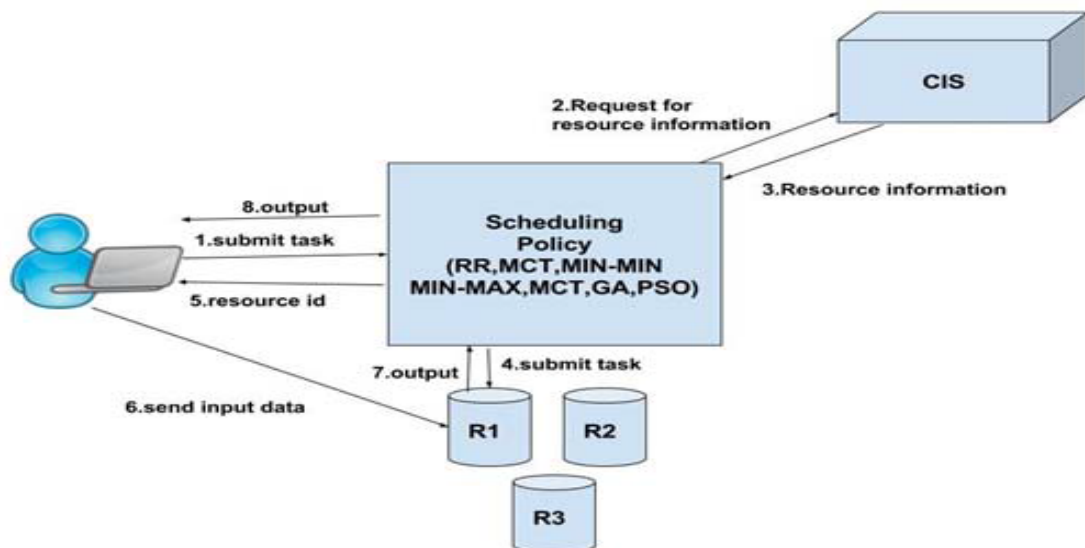 CIS
2.Request for
resource information
3.Resource information
8.output
1.submit task
5.resource id
Scheduling
Policy
(RR,MCT,MIN-MIN
MIN-MAX,MCT,GA,PSO)
7.output
4.submit task
6.send input data
R1
R2
R3